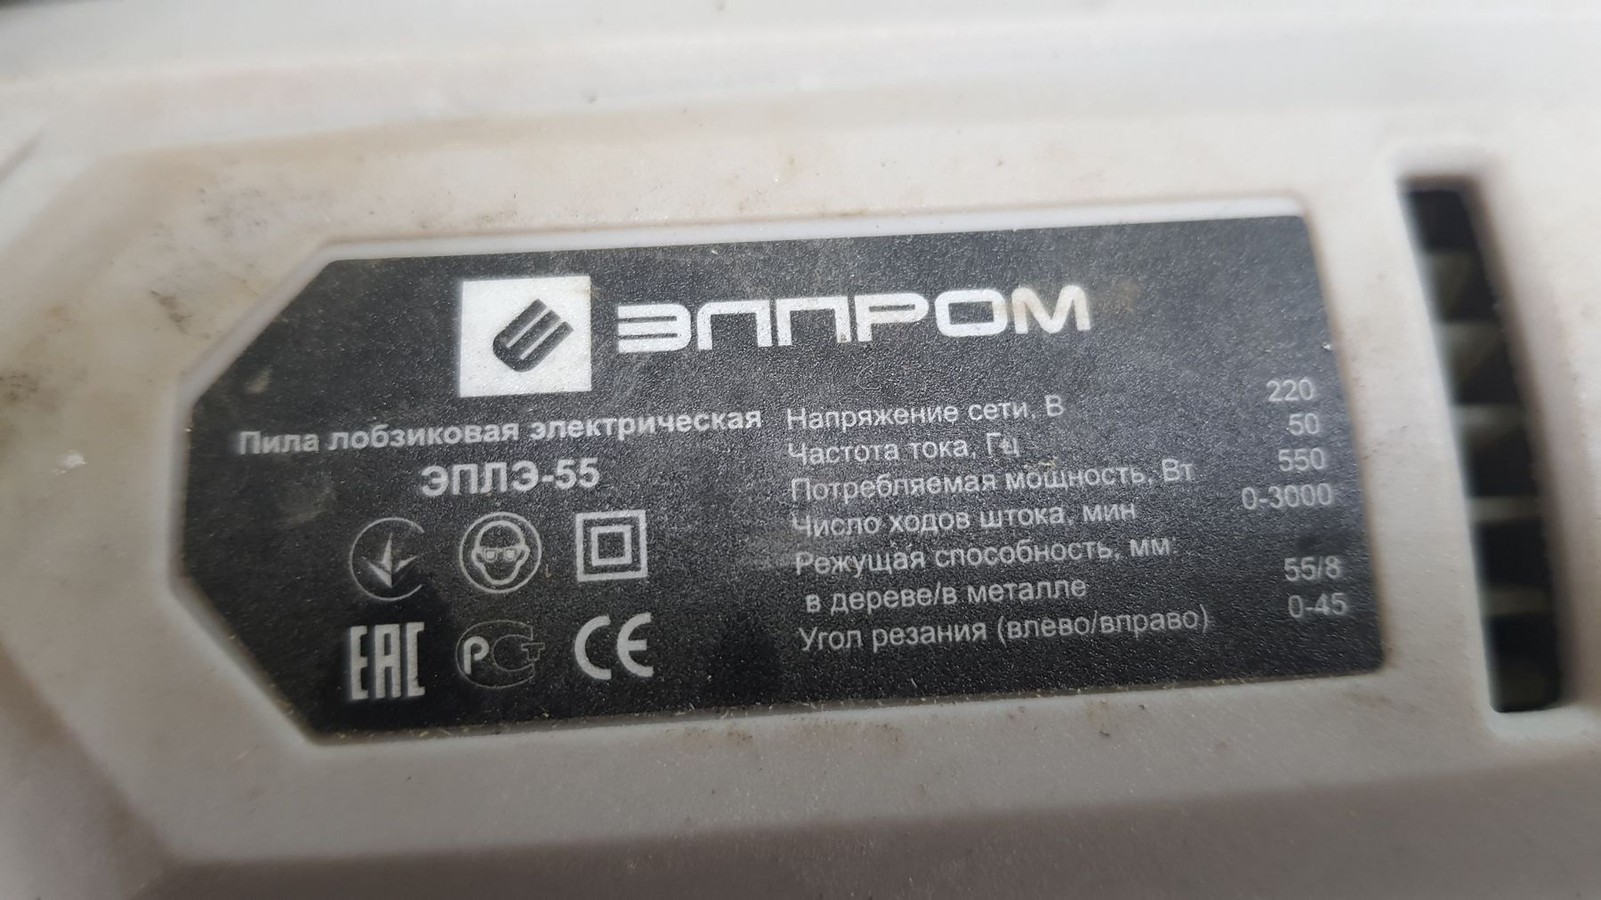 ЭЛПРОМ
Пила лобзиковая электрическая
ЭПЛЭ-55
EAC
РСТ
CE
Напряжение сети, В 220
Частота тока, Гц 50
Потребляемая мощность, Вт 550
Число ходов штока, мин 0-3000
Режущая способность, мм:
в дереве/в металле 55/8
Угол резания (влево/вправо) 0-45